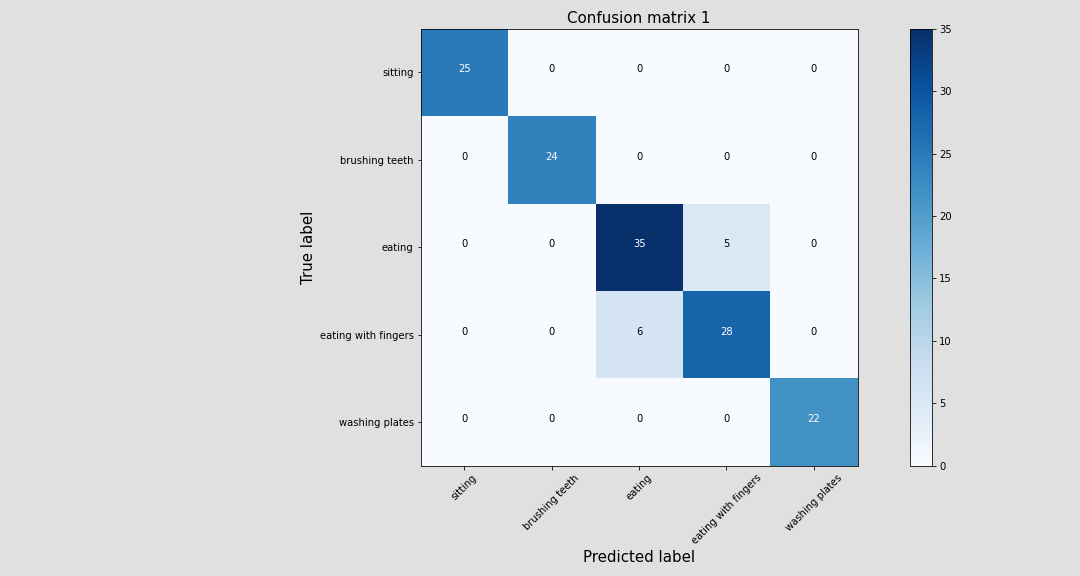 Confusion matrix 1
sitting 25 0 0 0 0
brushing teeth 0 24 0 0 0
eating 0 0 35 5 0
eating with fingers 0 0 6 28 0
washing plates 0 0 0 0 22
True label
sitting brushing teeth eating eating with fingers washing plates
Predicted label
35
30
25
20
15
10
5
0